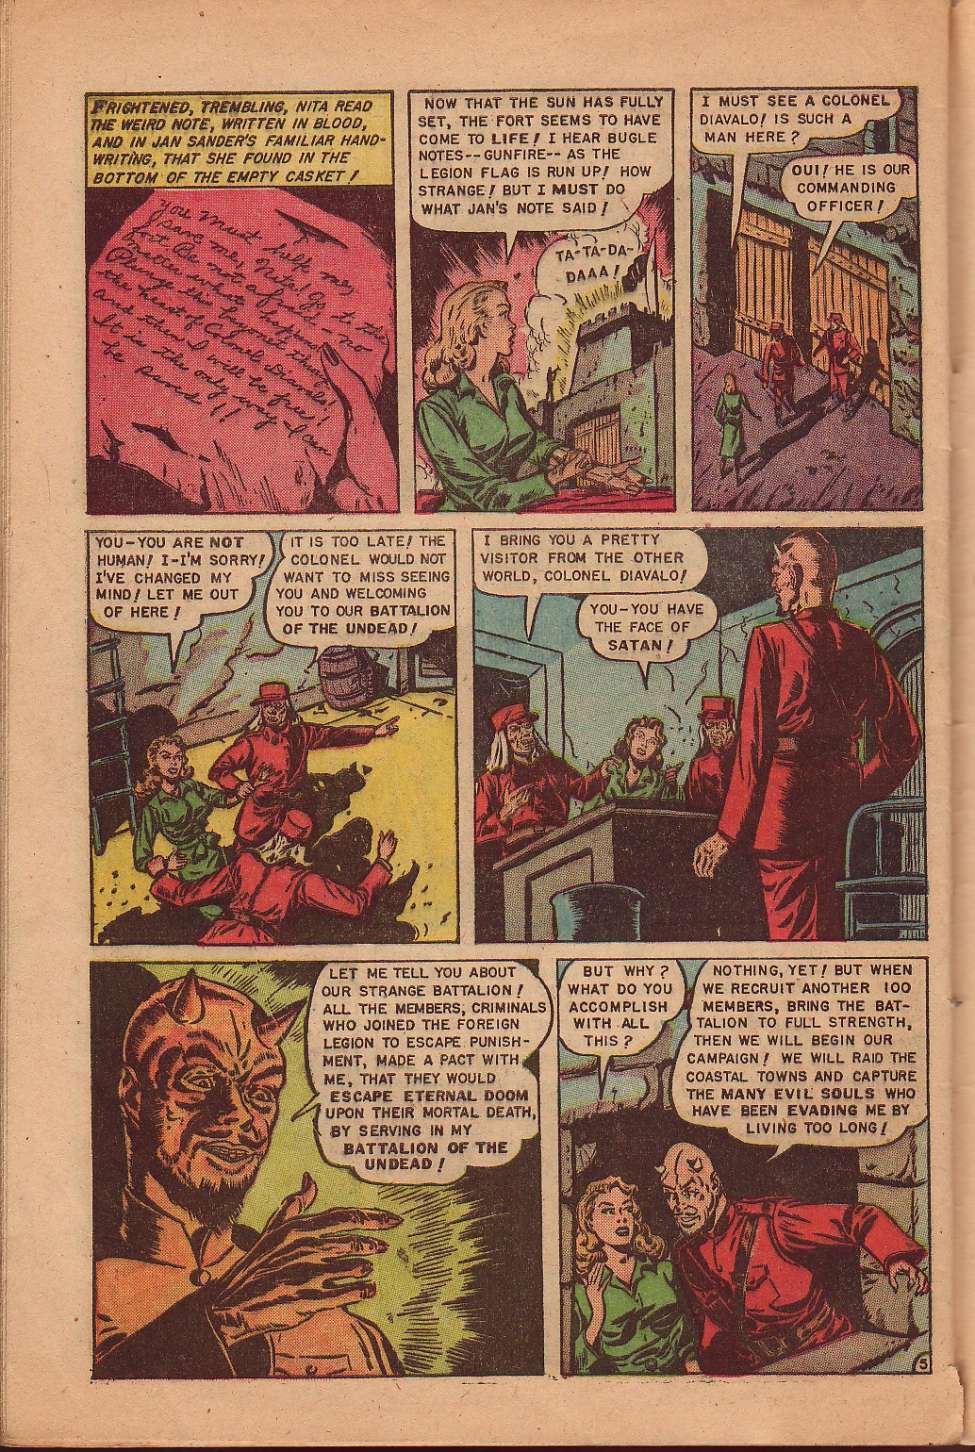 FRIGHTENED, TREMBLING, NITA READ
THE WEIRD NOTE, WRITTEN IN BLOOD,
AND IN JAN SANDER'S FAMILIAR HAND-
WRITING, THAT SHE FOUND IN THE
BOTTOM OF THE EMPTY CASKET!
you must help me,
save me, Nita! Go to the
fort. Be not afraid - no
matter what happens
Plunge this bayonet through
the heart of Colonel Diavalo!
and then I will be free!
It is the only way - I can
be
saved!!
NOW THAT THE SUN HAS FULLY
SET, THE FORT SEEMS TO HAVE
COME TO LIFE! I HEAR BUGLE
NOTES--GUNFIRE-- AS THE
LEGION FLAG IS RUN UP! HOW
STRANGE! BUT I MUST DO
WHAT JAN'S NOTE SAID!
TA-TA-DA-
DAAA!
I MUST SEE A COLONEL
DIAVALO! IS SUCH A
MAN HERE?
OUI! HE IS OUR
COMMANDING
OFFICER!
YOU-YOU ARE NOT
HUMAN! I-I'M SORRY!
I'VE CHANGED MY
MIND! LET ME OUT
OF HERE!
IT IS TOO LATE! THE
COLONEL WOULD NOT
WANT TO MISS SEEING
YOU AND WELCOMING
YOU TO OUR BATTALION
OF THE UNDEAD!
I BRING YOU A PRETTY
VISITOR FROM THE OTHER
WORLD, COLONEL DIAVALO!
YOU-YOU HAVE
THE FACE OF
SATAN!
LET ME TELL YOU ABOUT
OUR STRANGE BATTALION!
ALL THE MEMBERS, CRIMINALS
WHO JOINED THE FOREIGN
LEGION TO ESCAPE PUNISH-
MENT, MADE A PACT WITH
ME, THAT THEY WOULD
ESCAPE ETERNAL DOOM
UPON THEIR MORTAL DEATH,
BY SERVING IN MY
BATTALION OF THE
UNDEAD!
BUT WHY?
WHAT DO YOU
ACCOMPLISH
WITH ALL
THIS?
NOTHING, YET! BUT WHEN
WE RECRUIT ANOTHER 100
MEMBERS, BRING THE BAT-
TALION TO FULL STRENGTH,
THEN WE WILL BEGIN OUR
CAMPAIGN! WE WILL RAID THE
COASTAL TOWNS AND CAPTURE
THE MANY EVIL SOULS WHO
HAVE BEEN EVADING ME BY
LIVING TOO LONG!
5